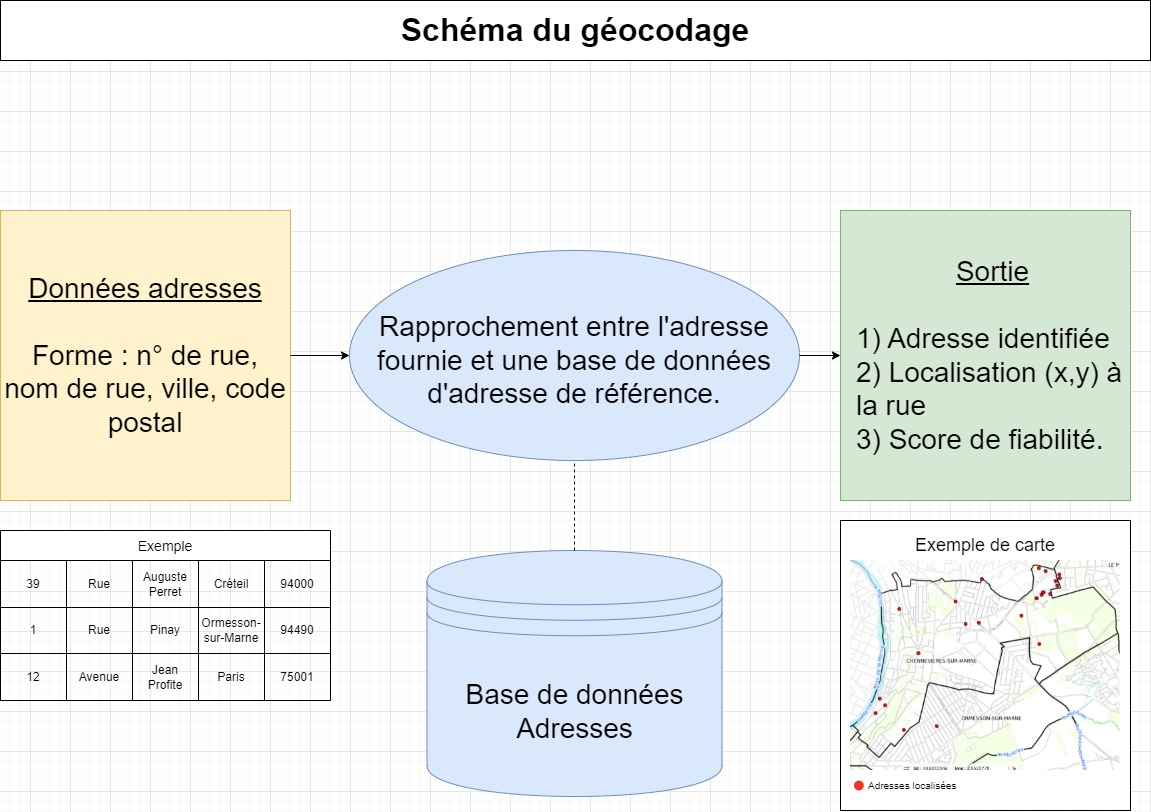 Schéma du géocodage
Données adresses
Forme : n° de rue,
nom de rue, ville, code
postal
Rapprochement entre l'adresse
fournie et une base de données
d'adresse de référence.
Sortie
1) Adresse identifiée
2) Localisation (x,y) à
la rue
3) Score de fiabilité.
Exemple
39 Rue Auguste Perret Créteil 94000
1 Rue Pinay Ormesson-sur-Marne 94490
12 Avenue Jean Profite Paris 75001
Base de données
Adresses
Exemple de carte
LE P
CHENNEVIÈRES-SUR-MARNE
ORMESSON-SUR-MARNE
Adresses localisées